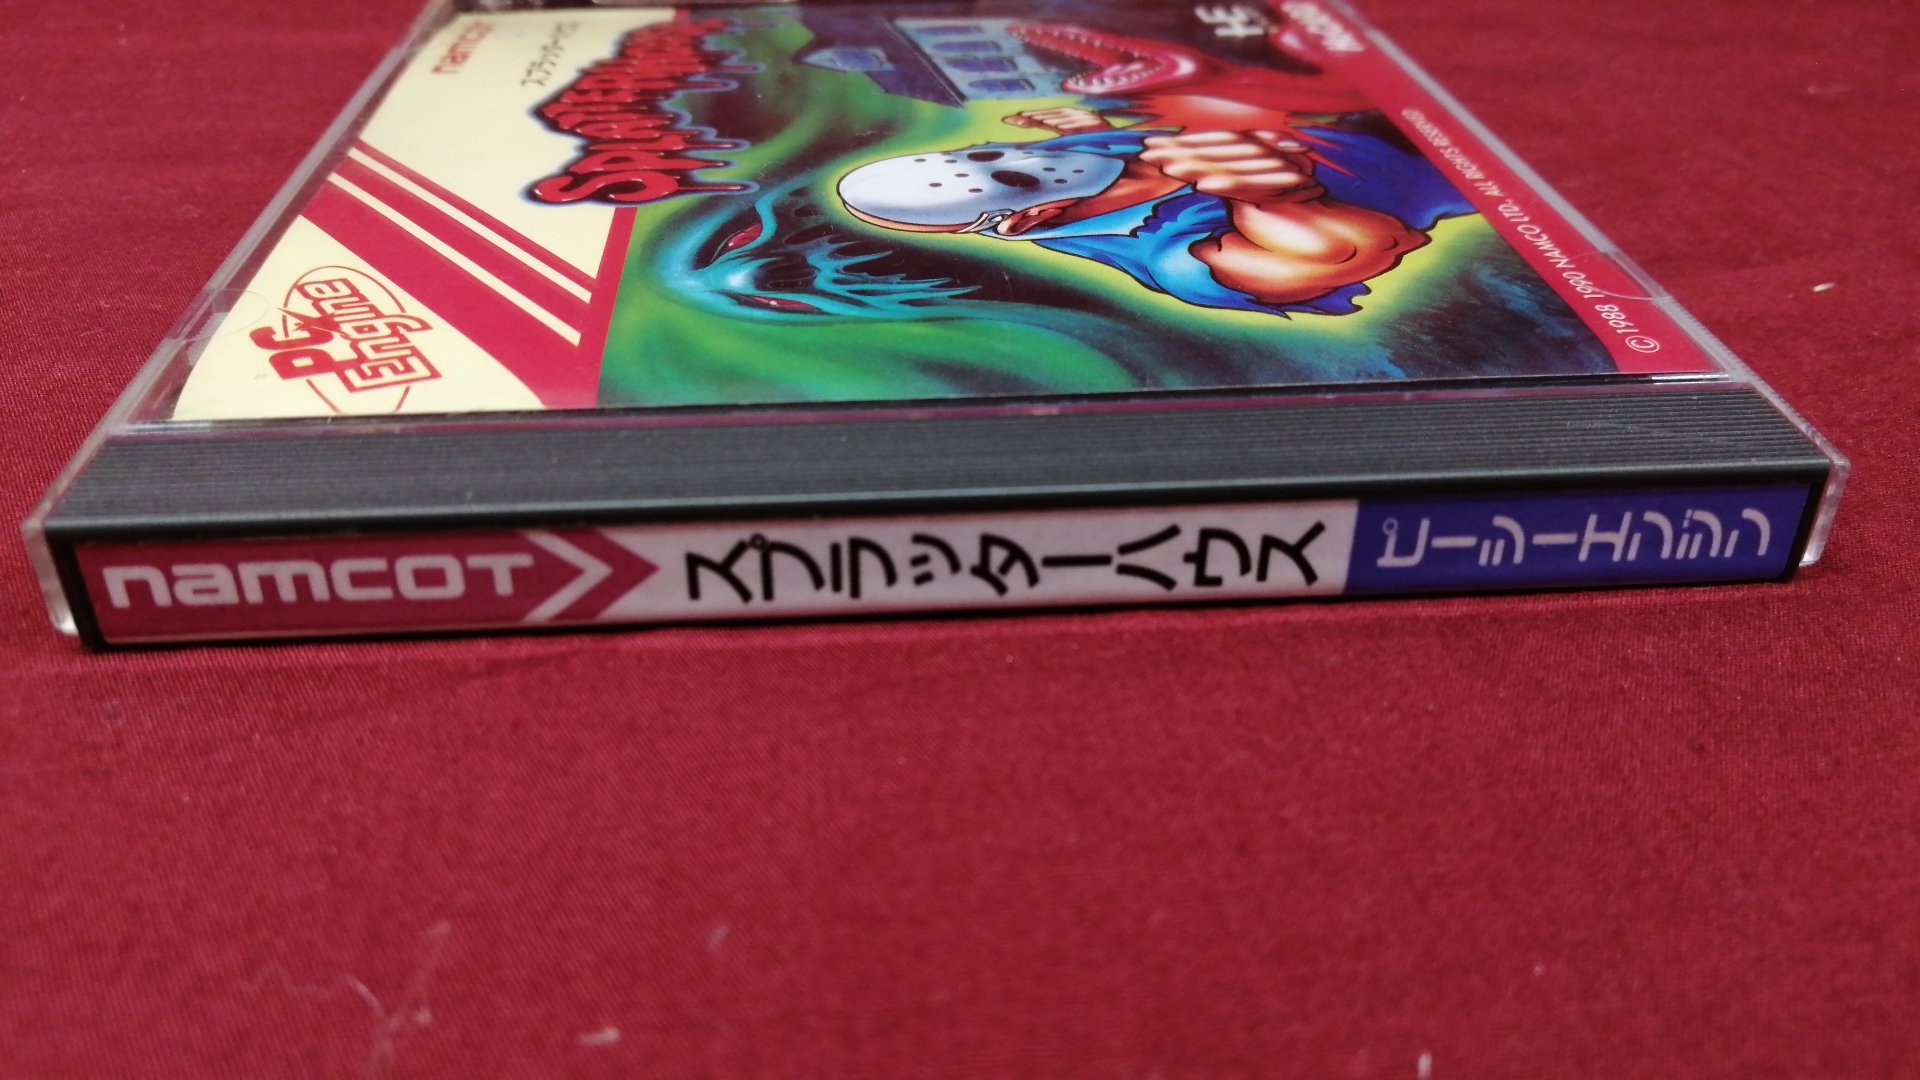 namcot
スプラッターハウス
SPLATTERHOUSE
PC Engine
HuCARD
©1988 1990 NAMCO LTD., ALL RIGHTS RESERVED
namcoT
スプラッターハウス
ピーシーエンジン